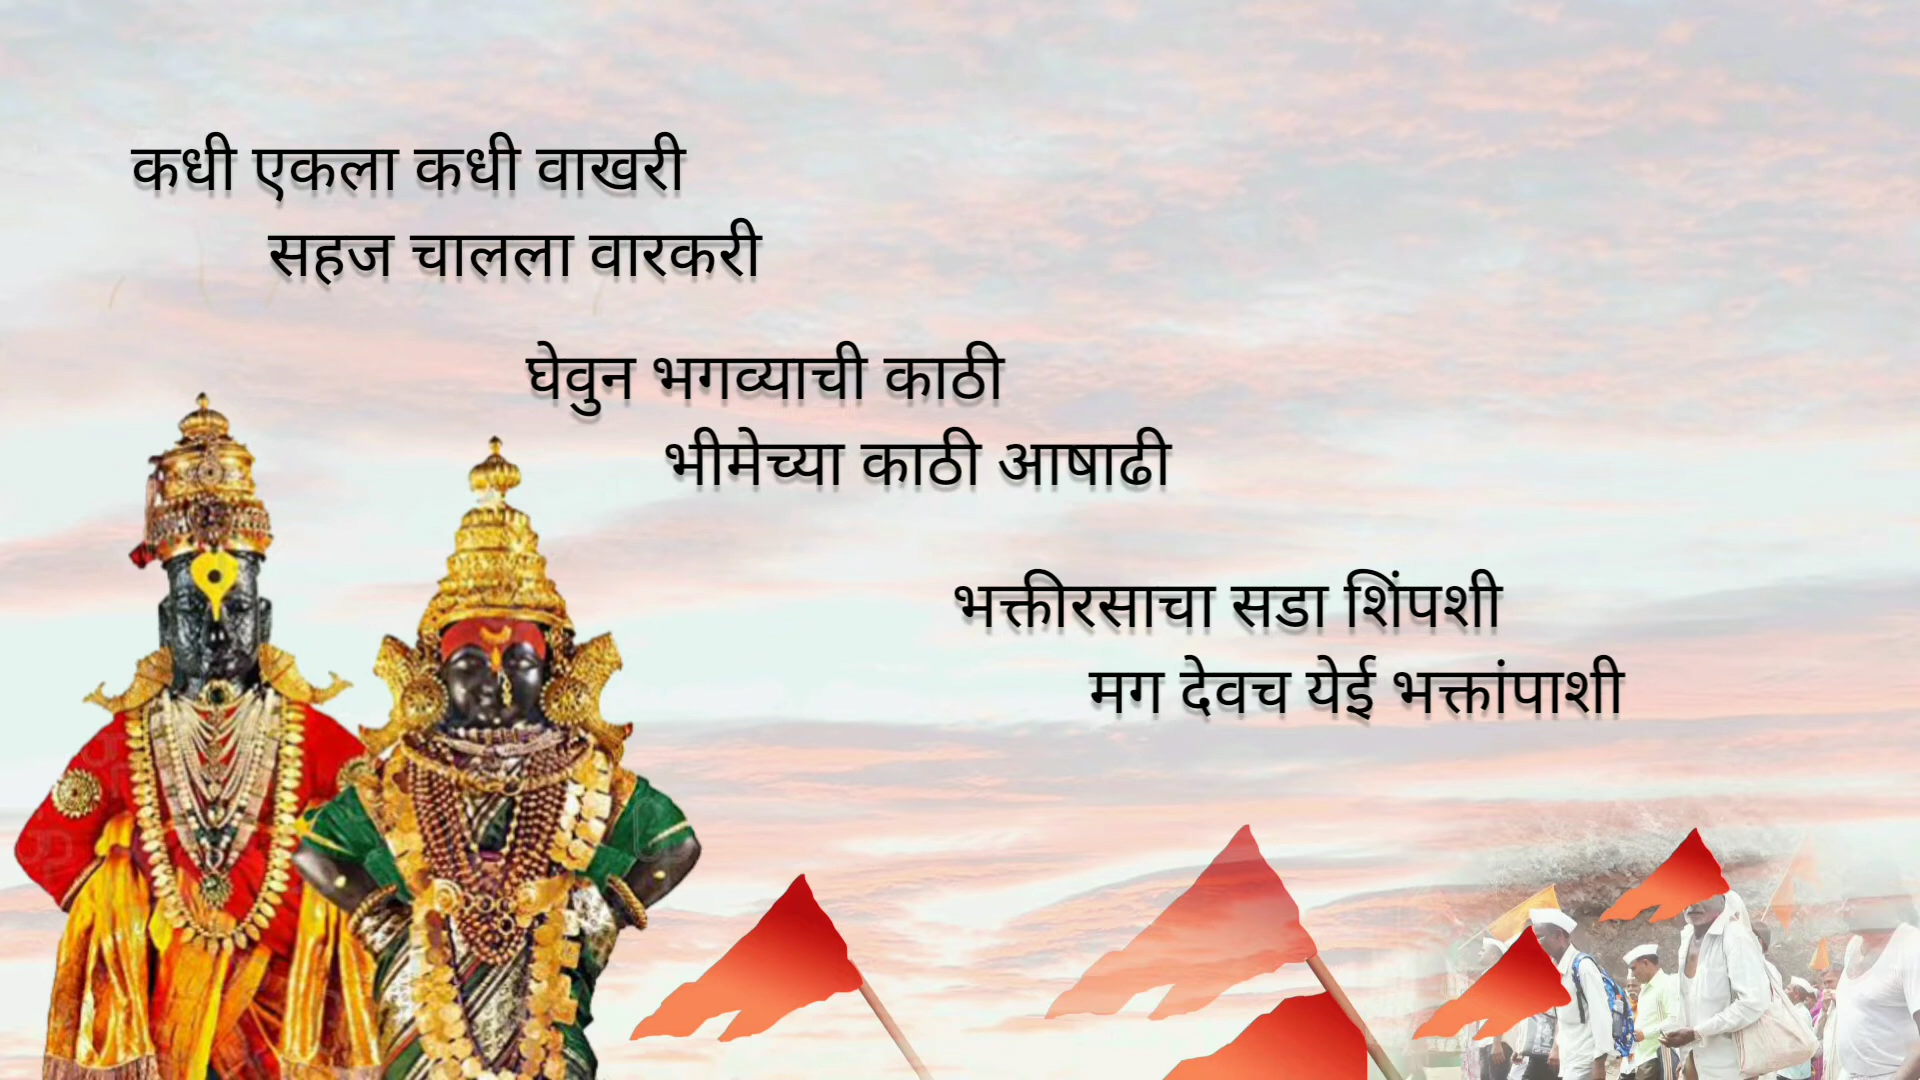 कधी एकला कधी वाखरी
सहज चालला वारकरी
घेवुन भगव्याची काठी
भीमेच्या काठी आषाढी
भक्तीरसाचा सडा शिंपशी
मग देवच येई भक्तांपाशी